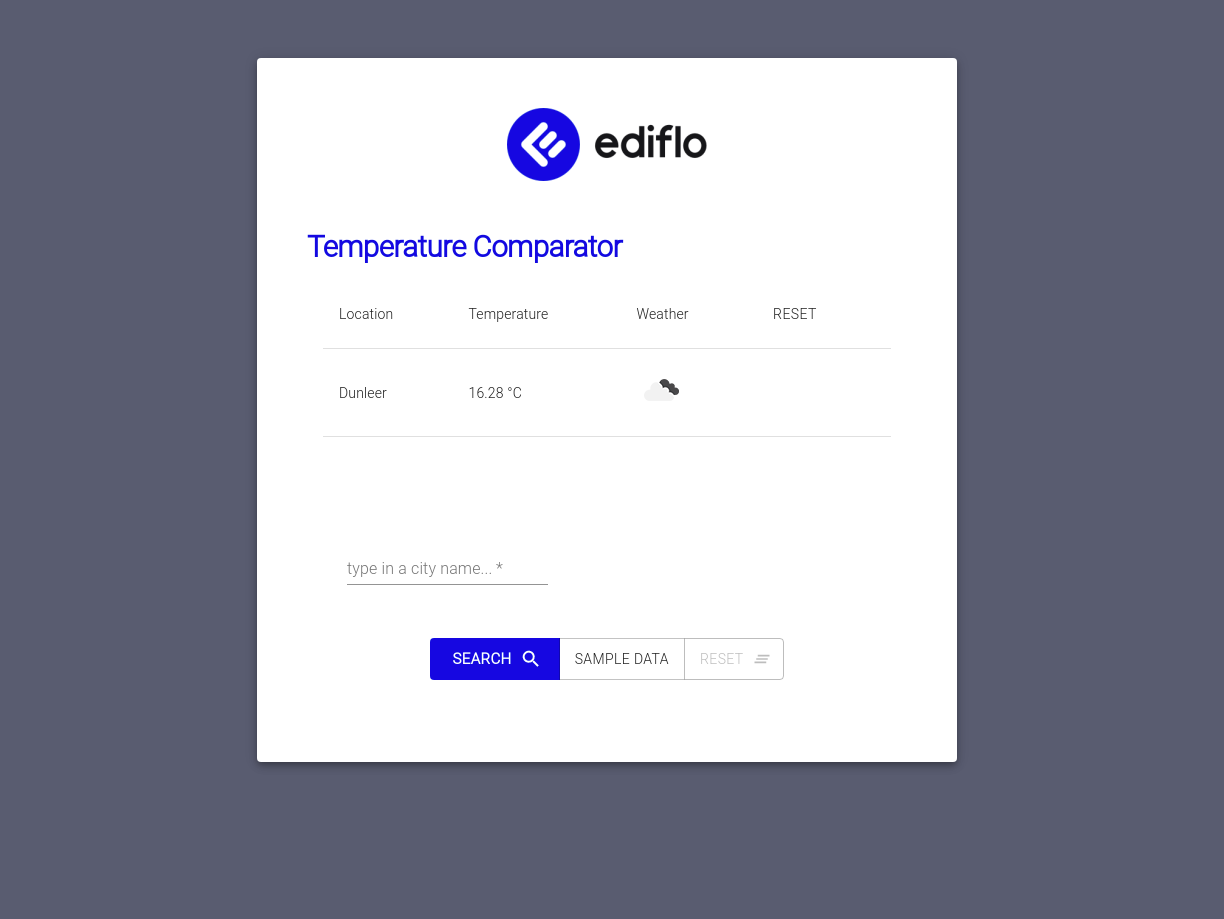 ediflo
Temperature Comparator
Location Temperature Weather RESET
Dunleer 16.28 °C
type in a city name... *
SEARCH SAMPLE DATA RESET